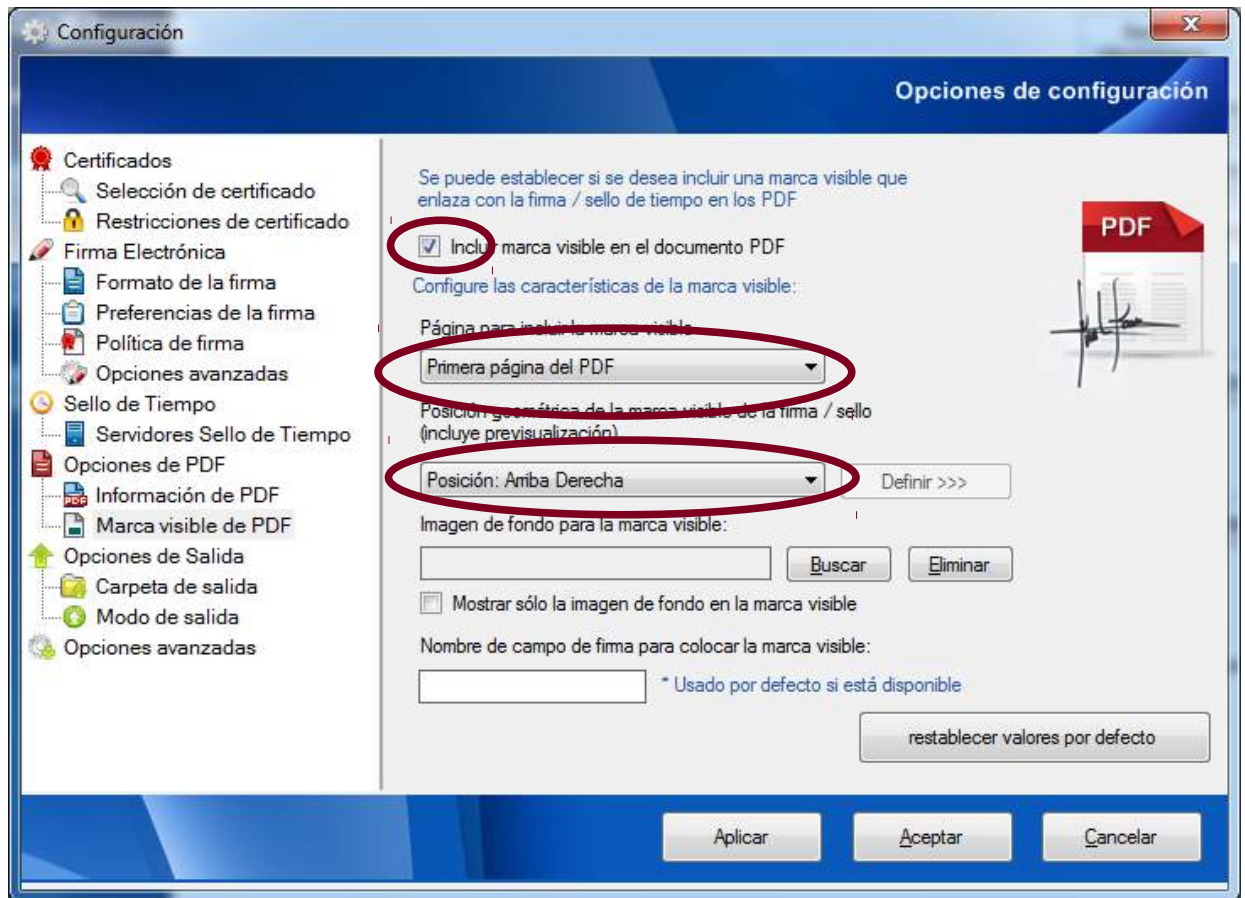 Configuración
X
Opciones de configuración
Certificados
Selección de certificado
Restricciones de certificado
Firma Electrónica
Formato de la firma
Preferencias de la firma
Política de firma
Opciones avanzadas
Sello de Tiempo
Servidores Sello de Tiempo
Opciones de PDF
Información de PDF
Marca visible de PDF
Opciones de Salida
Carpeta de salida
Modo de salida
Opciones avanzadas
Se puede establecer si se desea incluir una marca visible que
enlaza con la firma / sello de tiempo en los PDF
Incluir marca visible en el documento PDF
Configure las características de la marca visible:
Página para incluir la marca visible
Primera página del PDF
Posición geométrica de la marca visible de la firma / sello
(incluye previsualización)
Posición: Arriba Derecha
Definir >>>
Imagen de fondo para la marca visible:
Buscar
Eliminar
Mostrar sólo la imagen de fondo en la marca visible
Nombre de campo de firma para colocar la marca visible:
* Usado por defecto si está disponible
restablecer valores por defecto
PDF
Aplicar
Aceptar
Cancelar